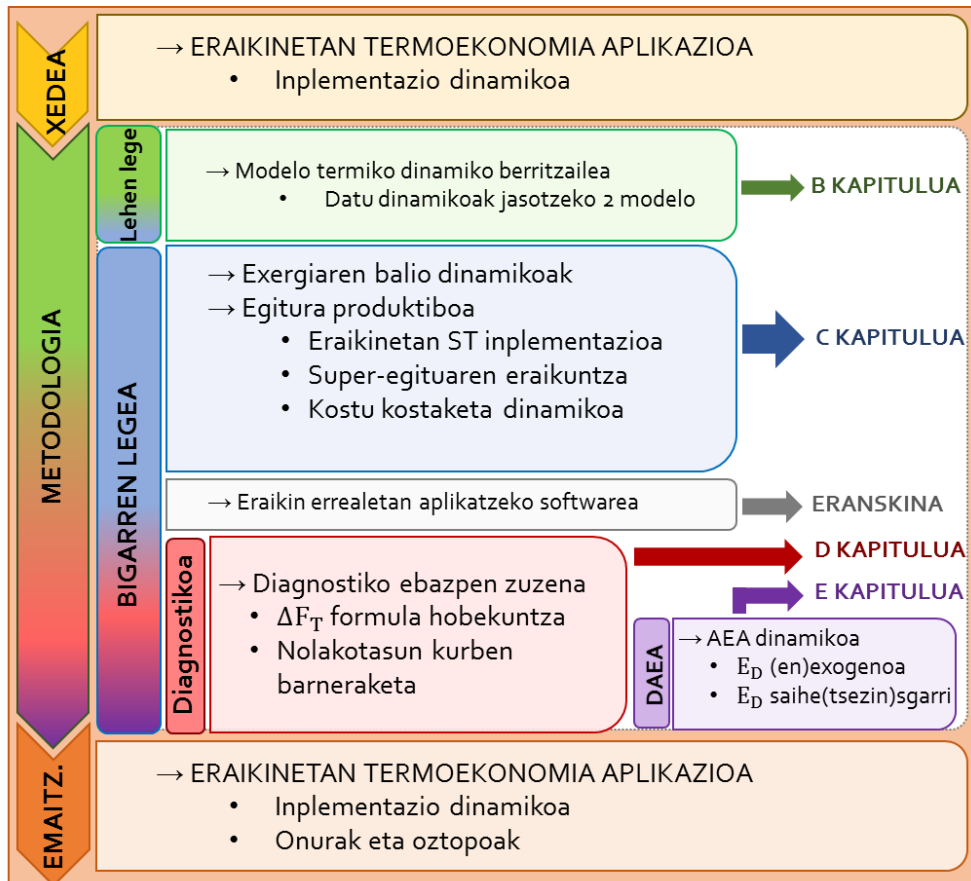 XEDEA
→ ERAIKINETAN TERMOEKONOMIA APLIKAZIOA
• Inplementazio dinamikoa
METODOLOGIA
Lehen lege
→ Modelo termiko dinamiko berritzailea
• Datu dinamikoak jasotzeko 2 modelo
B KAPITULUA
BIGARREN LEGEA
→ Exergiaren balio dinamikoak
→ Egitura produktiboa
• Eraikinetan ST inplementazioa
• Super-egituaren eraikuntza
• Kostu kostaketa dinamikoa
C KAPITULUA
→ Eraikin errealetan aplikatzeko softwarea
ERANSKINA
Diagnostikoa
→ Diagnostiko ebazpen zuzena
• ΔF_T formula hobekuntza
• Nolakotasun kurben
barneraketa
D KAPITULUA
E KAPITULUA
DAEA
→ AEA dinamikoa
• E_D (en)exogenoa
• E_D saihe(tsezin)sgarri
EMAITZ.
→ ERAIKINETAN TERMOEKONOMIA APLIKAZIOA
• Inplementazio dinamikoa
• Onurak eta oztopoak